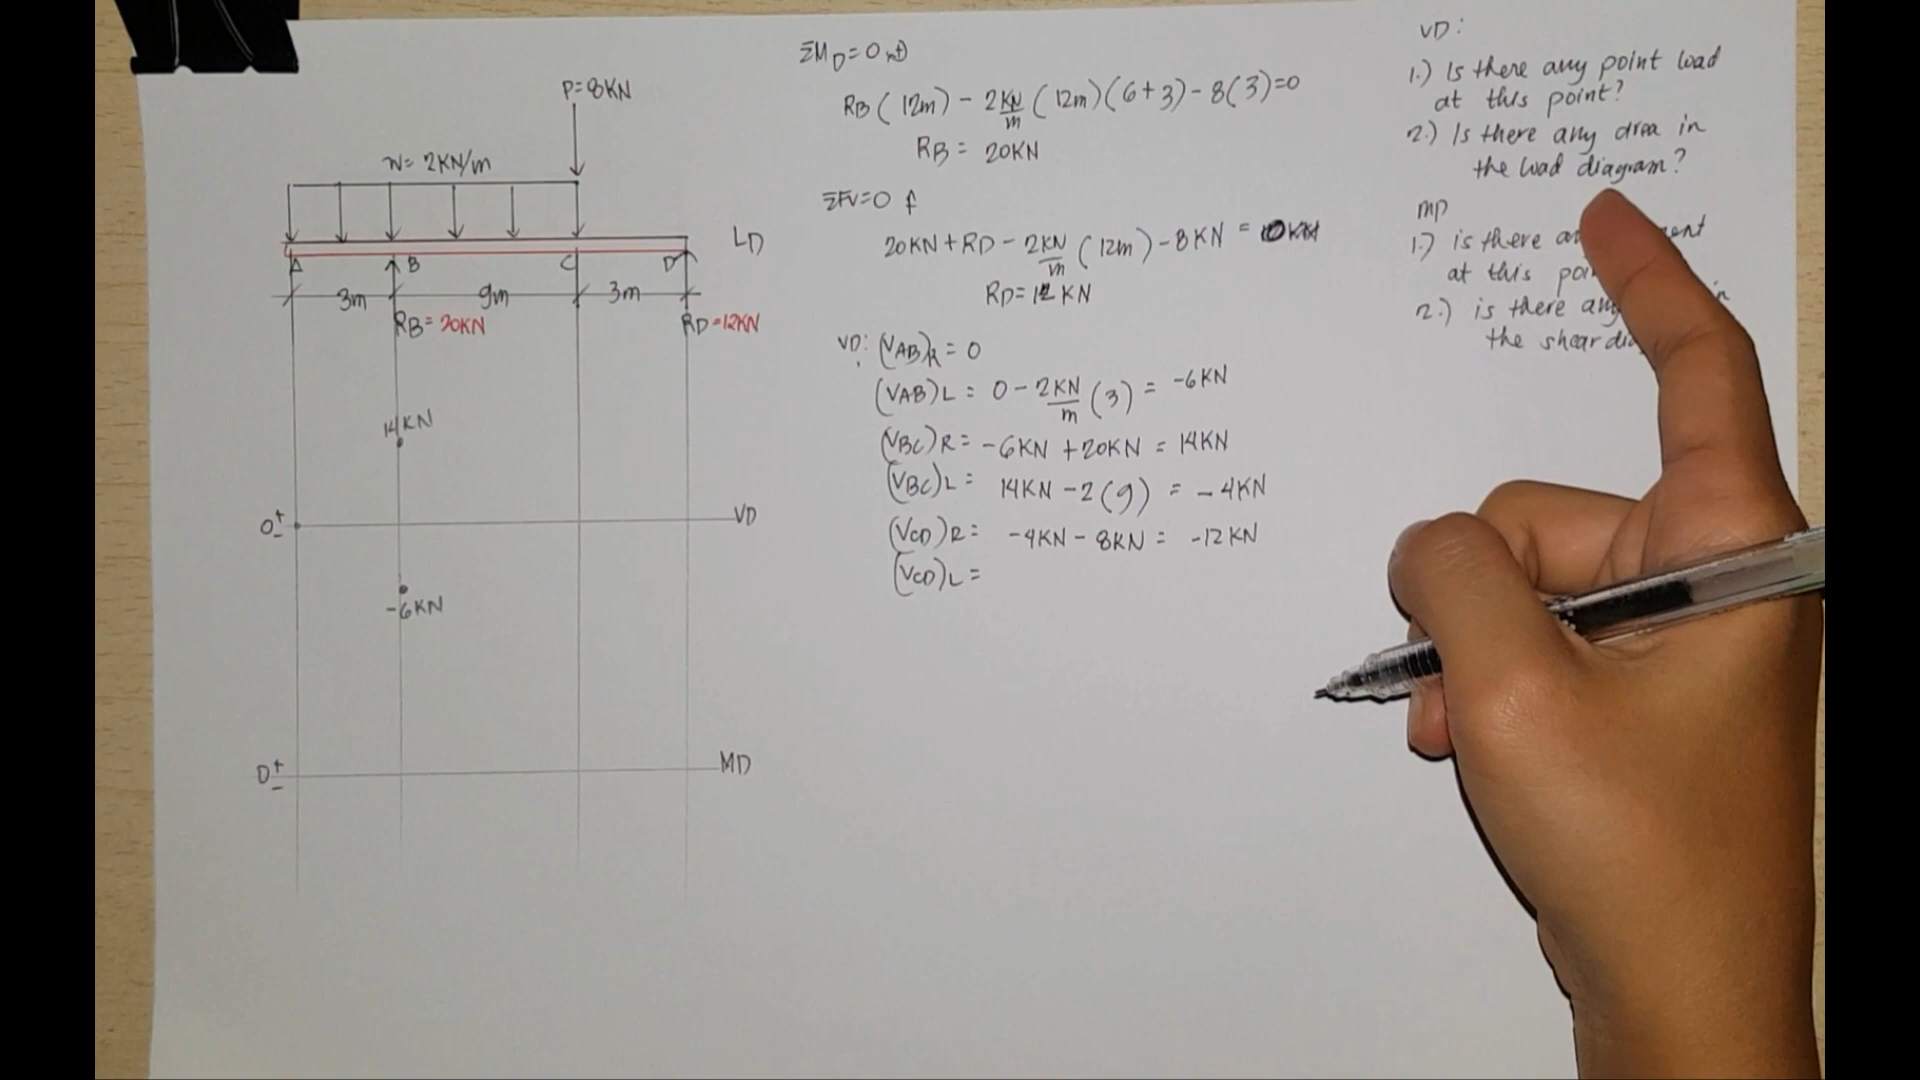 P=8KN
W= 2KN/m
LD
A
B
C
D
3m
9m
3m
RB= 20KN
RD=12KN
14KN
0±
VD
-6KN
0±
MD
ΣMD=0
RB(12m) - 2KN/m (12m)(6+3) - 8(3)=0
RB = 20KN
ΣFV=0
20KN+RD - 2KN/m (12m) -8KN = 0
RD=12 KN
VD: (VAB)R = 0
(VAB)L = 0 - 2KN/m (3) = -6KN
(VBC)R = -6KN +20KN = 14KN
(VBC)L = 14KN -2(9) = -4KN
(VCD)R = -4KN - 8KN = -12KN
(VCD)L =
VD:
1.) Is there any point load
at this point?
2.) Is there any area in
the load diagram?
MD
1.) is there
at this
2.) is there any
the shear